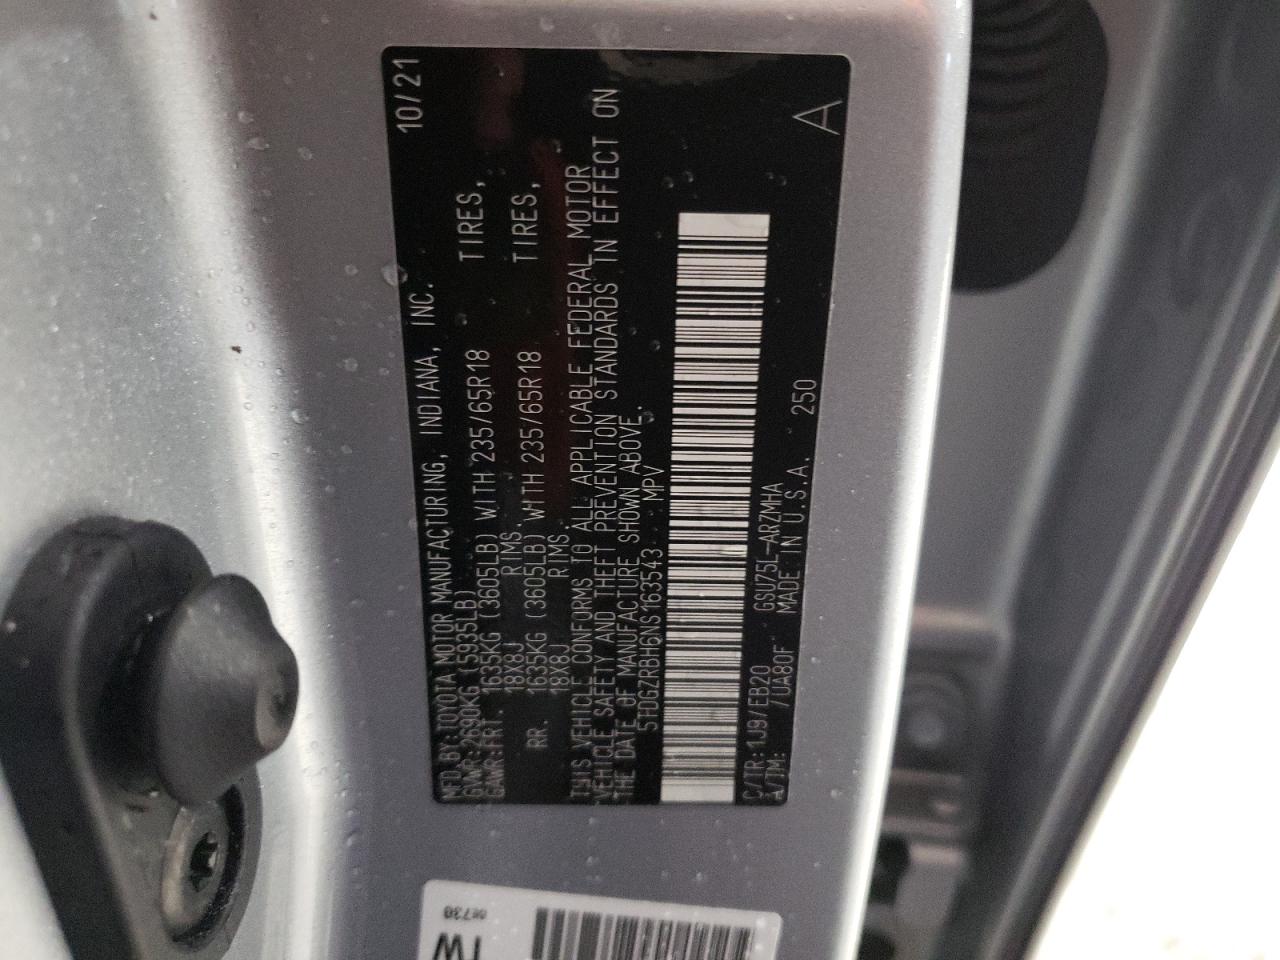 MFD.BY:TOYOTA MOTOR MANUFACTURING, INDIANA, INC. 10/21
GVWR:2690KG (5935LB)
GAWR:FRT. 1635KG (3605LB) WITH 235/65R18 TIRES,
18X8J RIMS.
RR. 1635KG (3605LB) WITH 235/65R18 TIRES,
18X8J RIMS.
THIS VEHICLE CONFORMS TO ALL APPLICABLE FEDERAL MOTOR
VEHICLE SAFETY AND THEFT PREVENTION STANDARDS IN EFFECT ON
THE DATE OF MANUFACTURE SHOWN ABOVE.
5TDGZRBH6NS163543 MPV
C/TR:1J9/EB20 GSU75L-ARZMHA
A/TM: /UA80F MADE IN U.S.A. 250
A